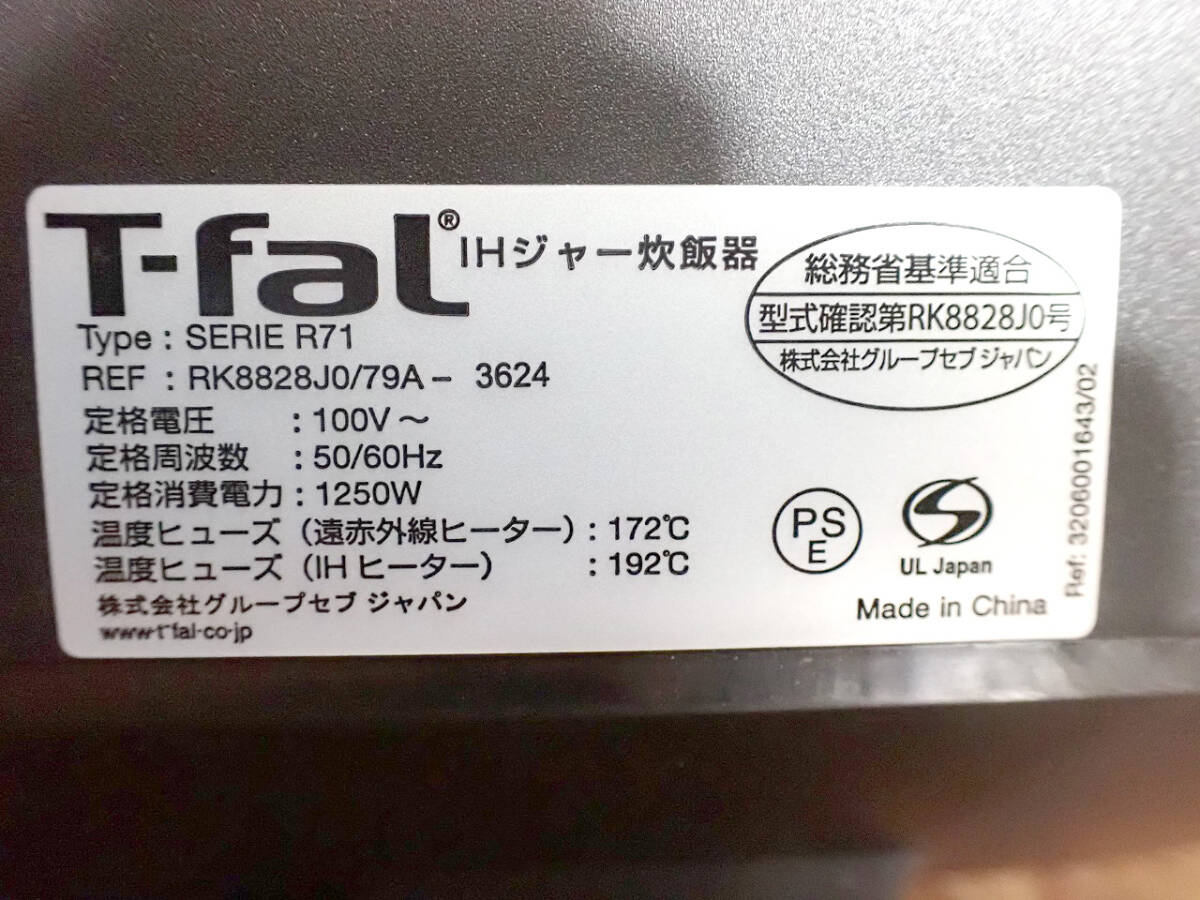 T-fal® IHジャー炊飯器
Type : SERIE R71
REF : RK8828J0/79A – 3624
定格電圧 : 100V～
定格周波数 : 50/60Hz
定格消費電力 : 1250W
温度ヒューズ（遠赤外線ヒーター）: 172℃
温度ヒューズ（IH ヒーター） : 192℃
株式会社グループセブ ジャパン
www.t-fal.co.jp
総務省基準適合
型式確認第RK8828J0号
株式会社グループセブ ジャパン
PS
E
S
UL Japan
Made in China
Ref: 3206001643/02